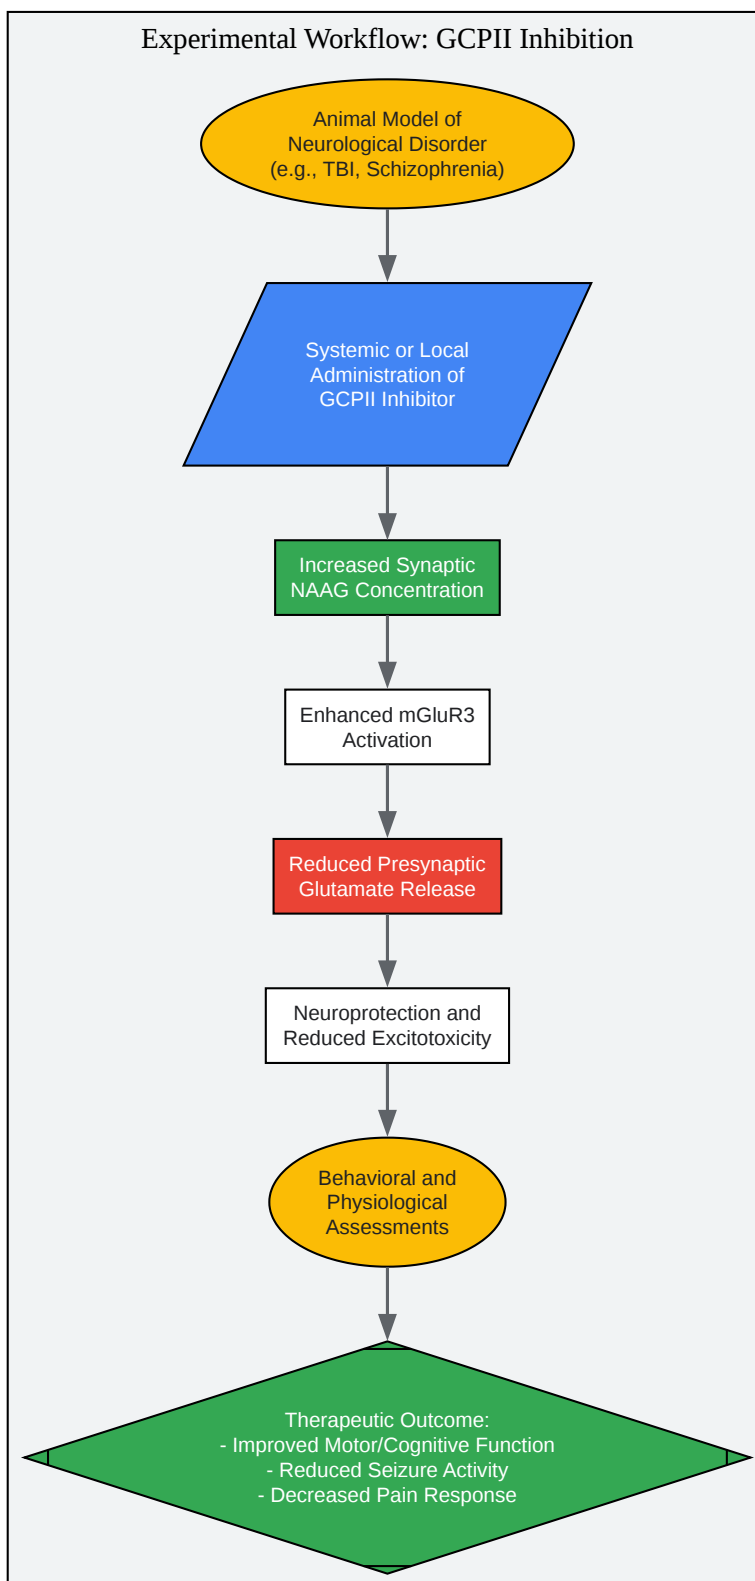 Experimental Workflow: GCPII Inhibition
Animal Model of
Neurological Disorder
(e.g., TBI, Schizophrenia)
Systemic or Local
Administration of
GCPII Inhibitor
Increased Synaptic
NAAG Concentration
Enhanced mGluR3
Activation
Reduced Presynaptic
Glutamate Release
Neuroprotection and
Reduced Excitotoxicity
Behavioral and
Physiological
Assessments
Therapeutic Outcome:
- Improved Motor/Cognitive Function
- Reduced Seizure Activity
- Decreased Pain Response